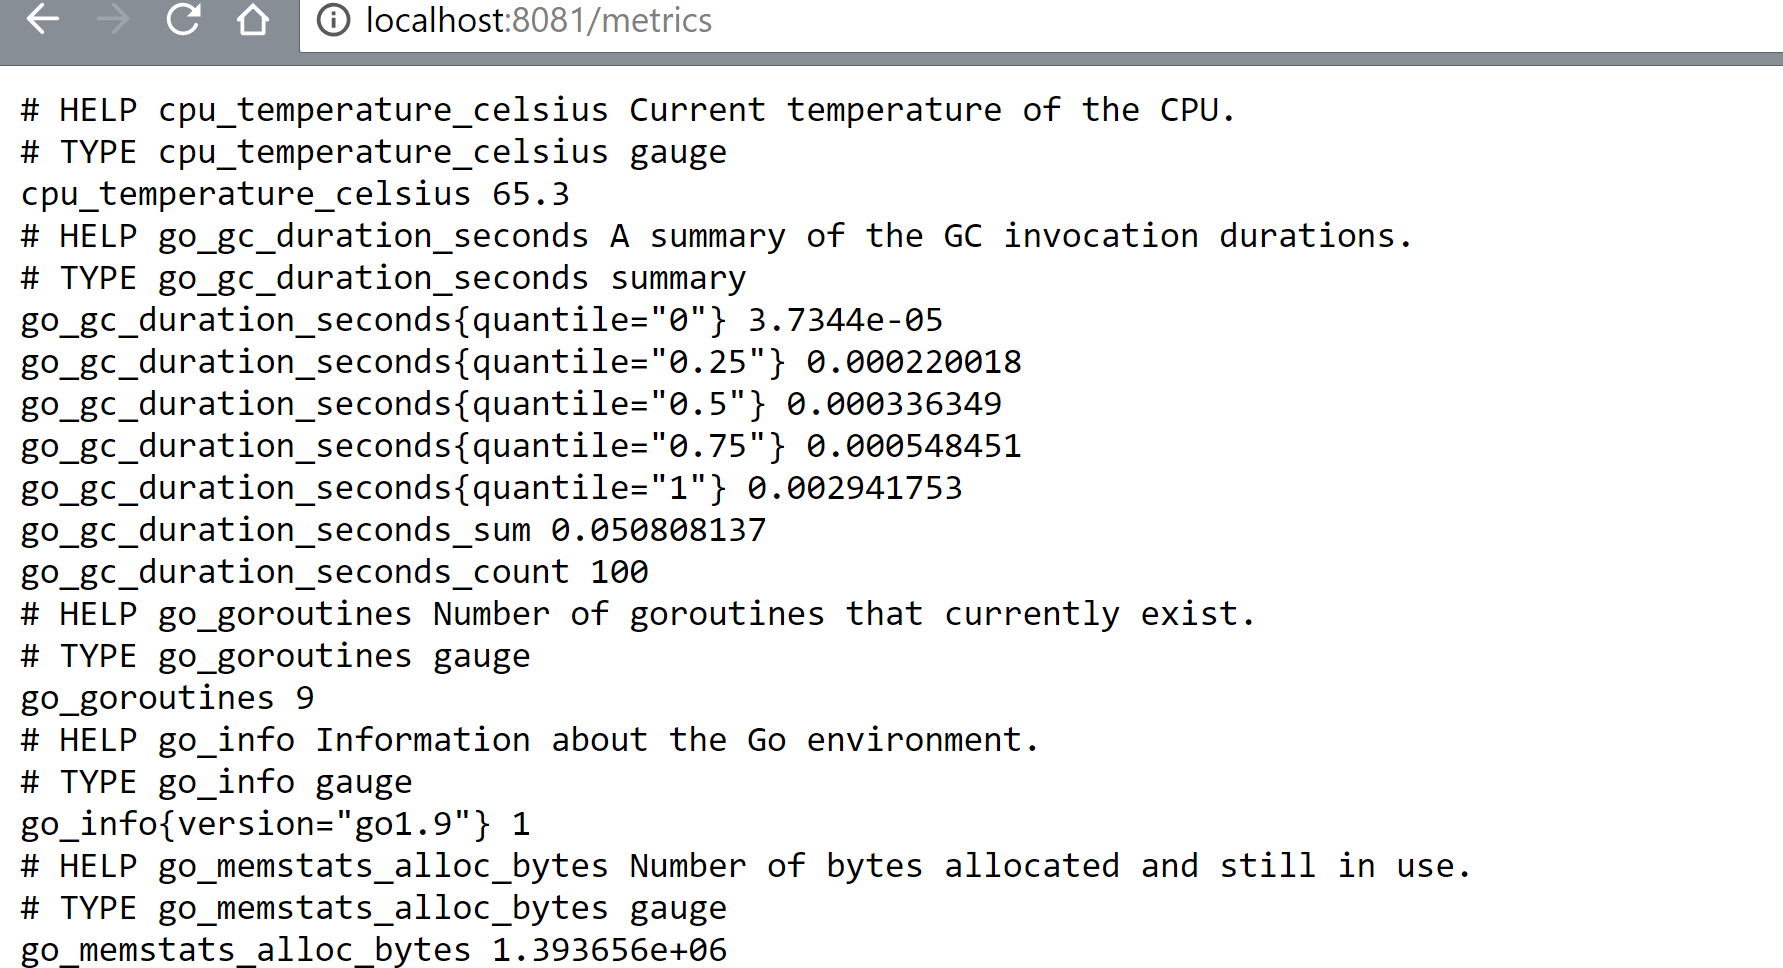 localhost:8081/metrics
# HELP cpu_temperature_celsius Current temperature of the CPU.
# TYPE cpu_temperature_celsius gauge
cpu_temperature_celsius 65.3
# HELP go_gc_duration_seconds A summary of the GC invocation durations.
# TYPE go_gc_duration_seconds summary
go_gc_duration_seconds{quantile="0"} 3.7344e-05
go_gc_duration_seconds{quantile="0.25"} 0.000220018
go_gc_duration_seconds{quantile="0.5"} 0.000336349
go_gc_duration_seconds{quantile="0.75"} 0.000548451
go_gc_duration_seconds{quantile="1"} 0.002941753
go_gc_duration_seconds_sum 0.050808137
go_gc_duration_seconds_count 100
# HELP go_goroutines Number of goroutines that currently exist.
# TYPE go_goroutines gauge
go_goroutines 9
# HELP go_info Information about the Go environment.
# TYPE go_info gauge
go_info{version="go1.9"} 1
# HELP go_memstats_alloc_bytes Number of bytes allocated and still in use.
# TYPE go_memstats_alloc_bytes gauge
go_memstats_alloc_bytes 1.393656e+06